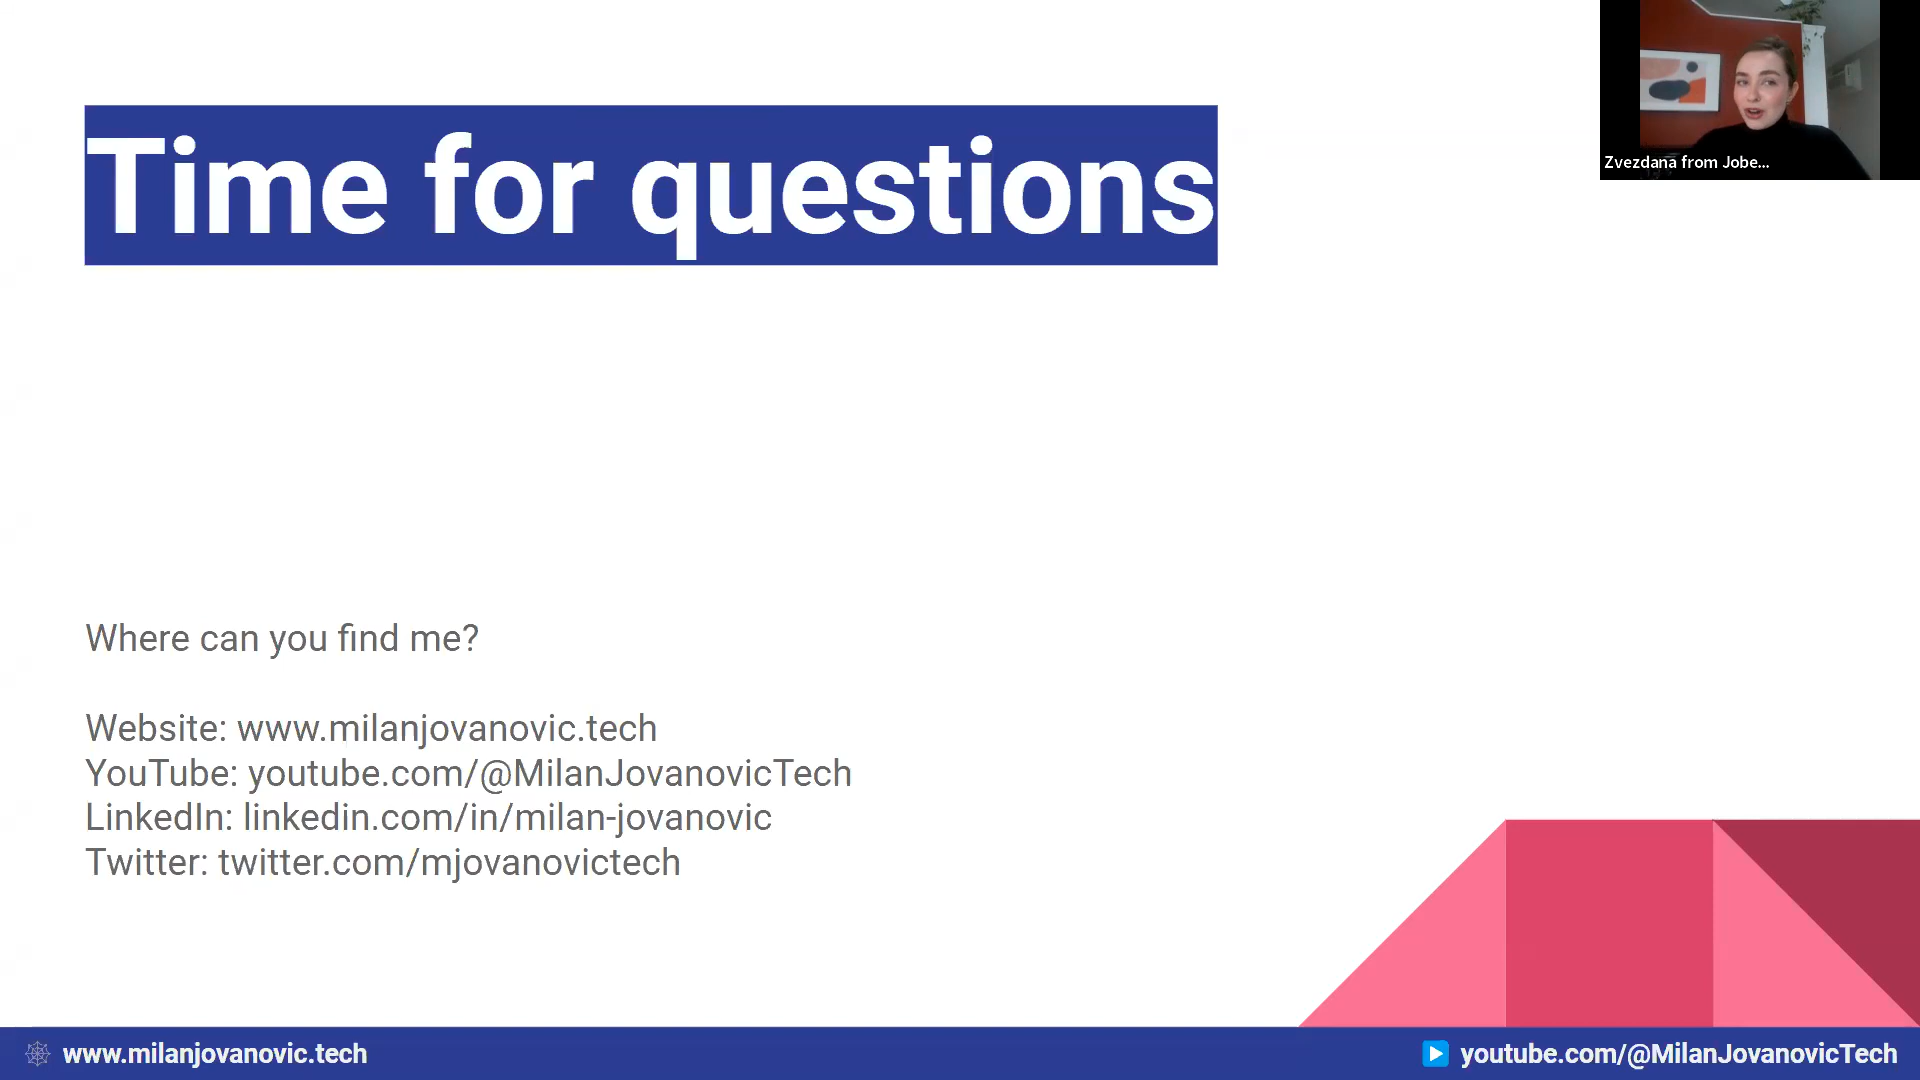 Time for questions
Zvezdana from Jobe...
Where can you find me?
Website: www.milanjovanovic.tech
YouTube: youtube.com/@MilanJovanovicTech
LinkedIn: linkedin.com/in/milan-jovanovic
Twitter: twitter.com/mjovanovictech
www.milanjovanovic.tech
youtube.com/@MilanJovanovicTech